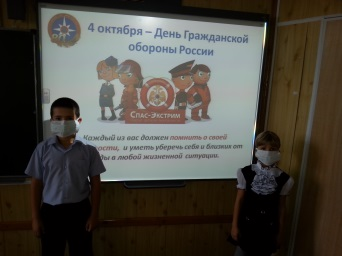 4 октября – День Гражданской
обороны России
СПАС-ЭКСТРИМ
Каждый из вас должен помнить о своей
и уметь уберечь себя и близких от
в любой жизненной ситуации.